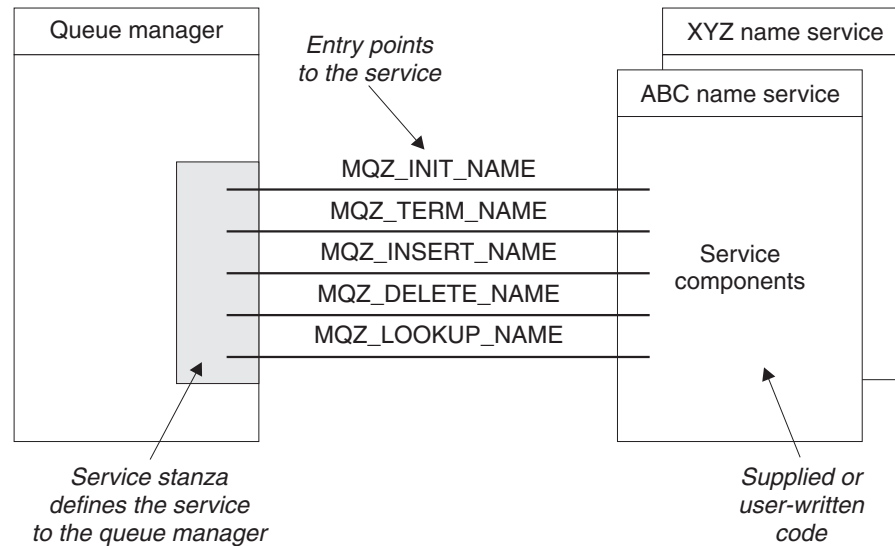 Queue manager
Entry points
to the service
XYZ name service
ABC name service
MQZ_INIT_NAME
MQZ_TERM_NAME
MQZ_INSERT_NAME
MQZ_DELETE_NAME
MQZ_LOOKUP_NAME
Service
components
Service stanza
defines the service
to the queue manager
Supplied or
user-written
code